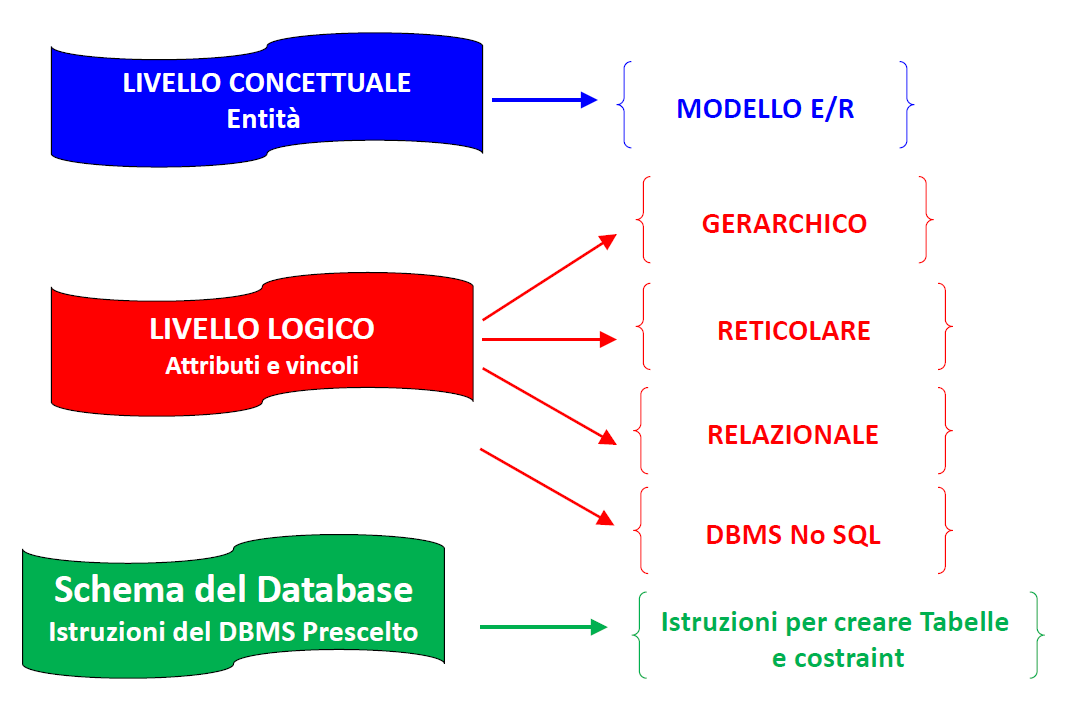 LIVELLO CONCETTUALE
Entità
MODELLO E/R
GERARCHICO
LIVELLO LOGICO
Attributi e vincoli
RETICOLARE
RELAZIONALE
DBMS No SQL
Schema del Database
Istruzioni del DBMS Prescelto
Istruzioni per creare Tabelle
e costraint